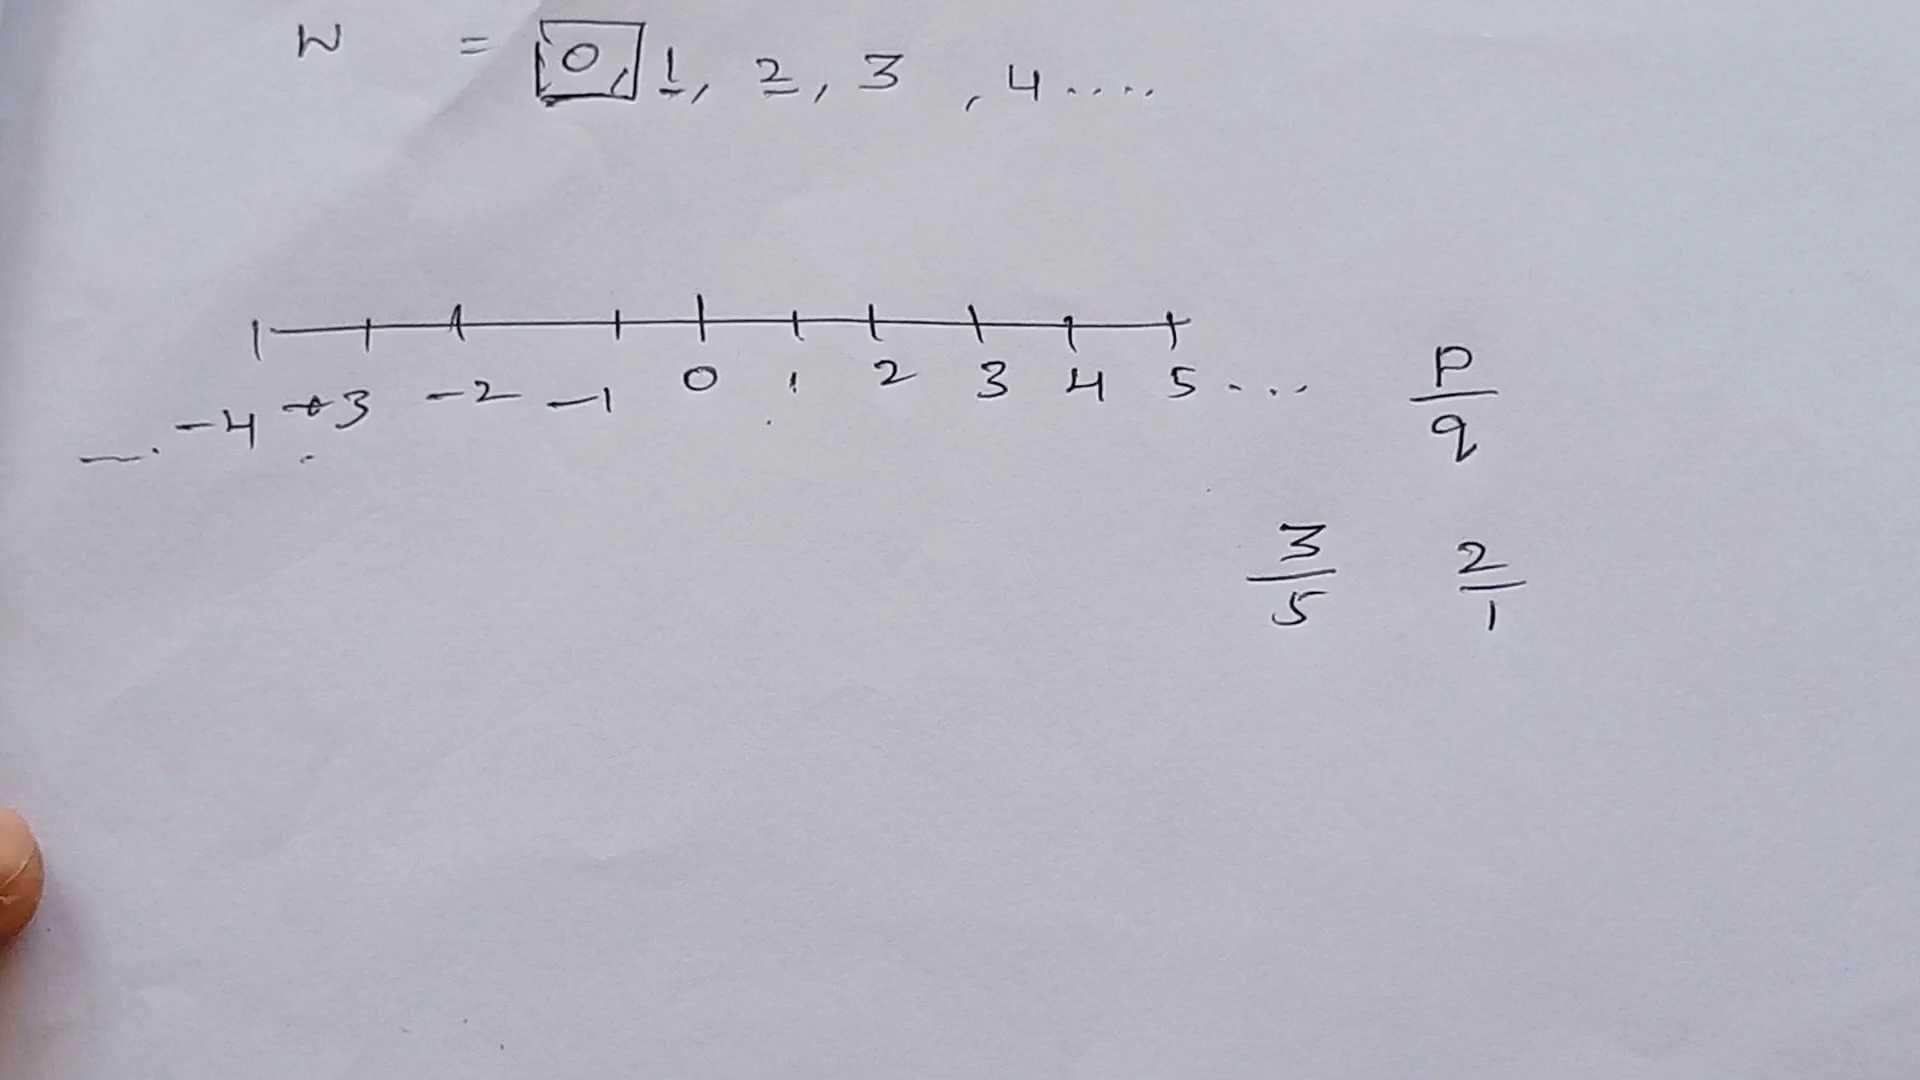 W = 0, 1, 2, 3, 4....
-4 -3 -2 -1 0 1 2 3 4 5...
P/q
3/5 2/1